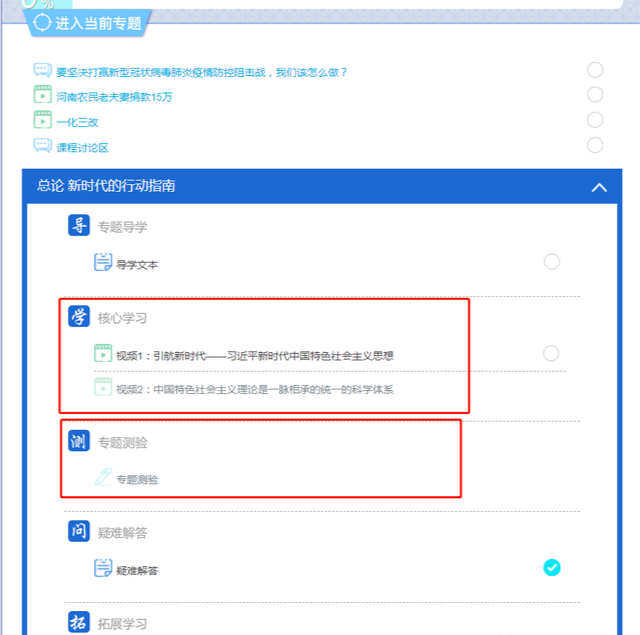 0%
进入当前专题
要坚决打赢新型冠状病毒肺炎疫情防控阻击战，我们该怎么做？
河南农民老夫妻捐款15万
一化三改
课程讨论区
总论 新时代的行动指南
导 专题导学
导学文本
学 核心学习
视频1：引航新时代——习近平新时代中国特色社会主义思想
视频2：中国特色社会主义理论是一脉相承的统一的科学体系
测 专题测验
专题测验
问 疑难解答
疑难解答
拓 拓展学习